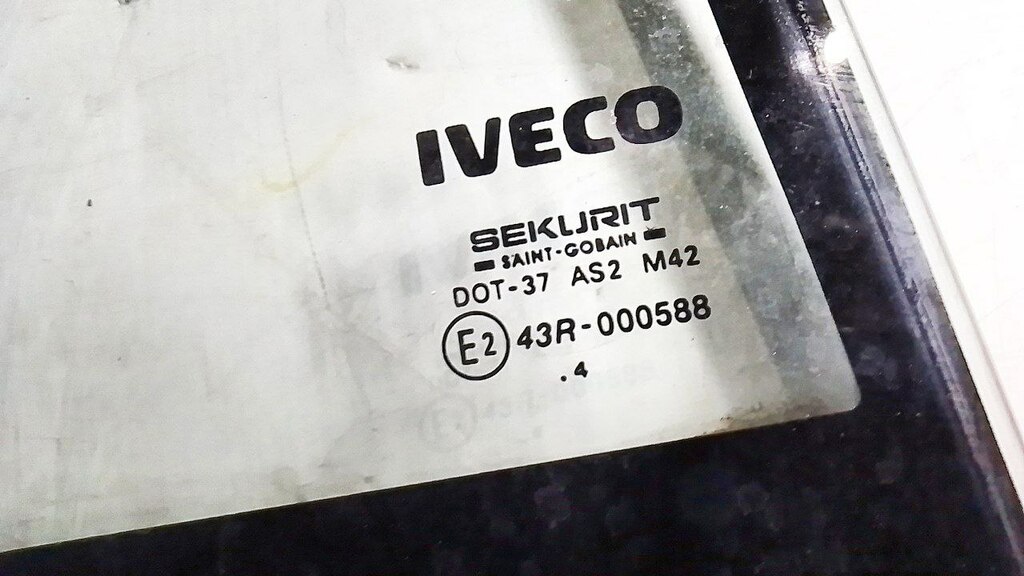 IVECO
SEKURIT
SAINT-GOBAIN
DOT-37 AS2 M42
E2 43R-000588
.4